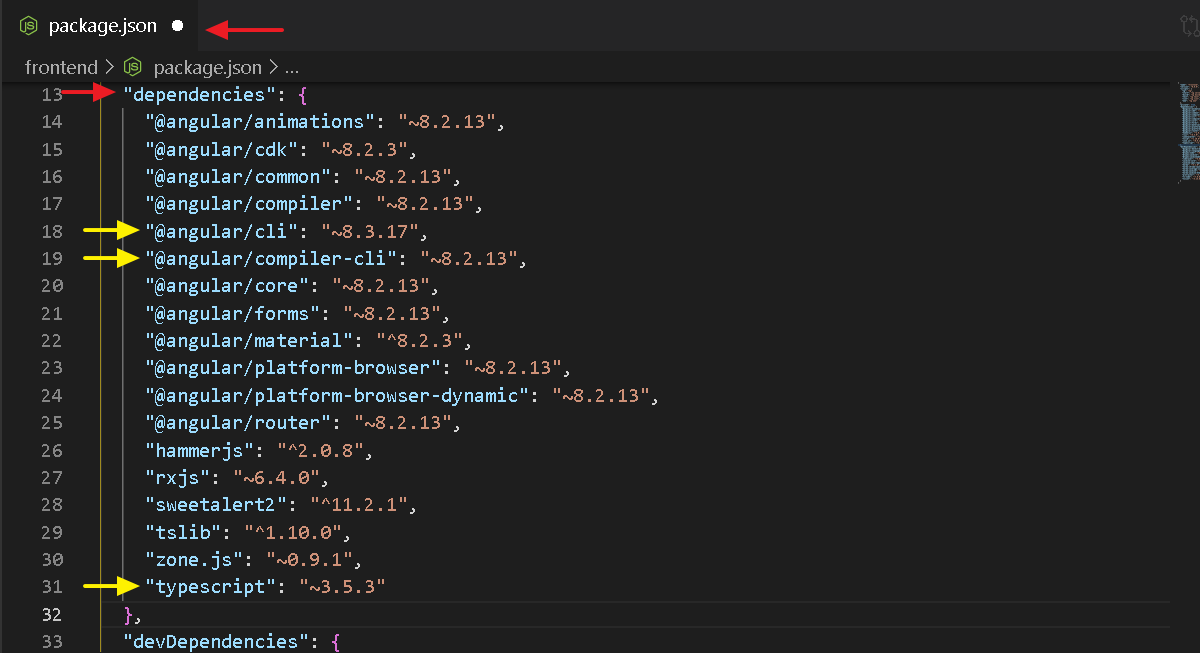 JS package.json
frontend > JS package.json > ...
13 "dependencies": {
14 "@angular/animations": "~8.2.13",
15 "@angular/cdk": "~8.2.3",
16 "@angular/common": "~8.2.13",
17 "@angular/compiler": "~8.2.13",
18 "@angular/cli": "~8.3.17",
19 "@angular/compiler-cli": "~8.2.13",
20 "@angular/core": "~8.2.13",
21 "@angular/forms": "~8.2.13",
22 "@angular/material": "^8.2.3",
23 "@angular/platform-browser": "~8.2.13",
24 "@angular/platform-browser-dynamic": "~8.2.13",
25 "@angular/router": "~8.2.13",
26 "hammerjs": "^2.0.8",
27 "rxjs": "~6.4.0",
28 "sweetalert2": "^11.2.1",
29 "tslib": "^1.10.0",
30 "zone.js": "~0.9.1",
31 "typescript": "~3.5.3"
32 },
33 "devDependencies": {